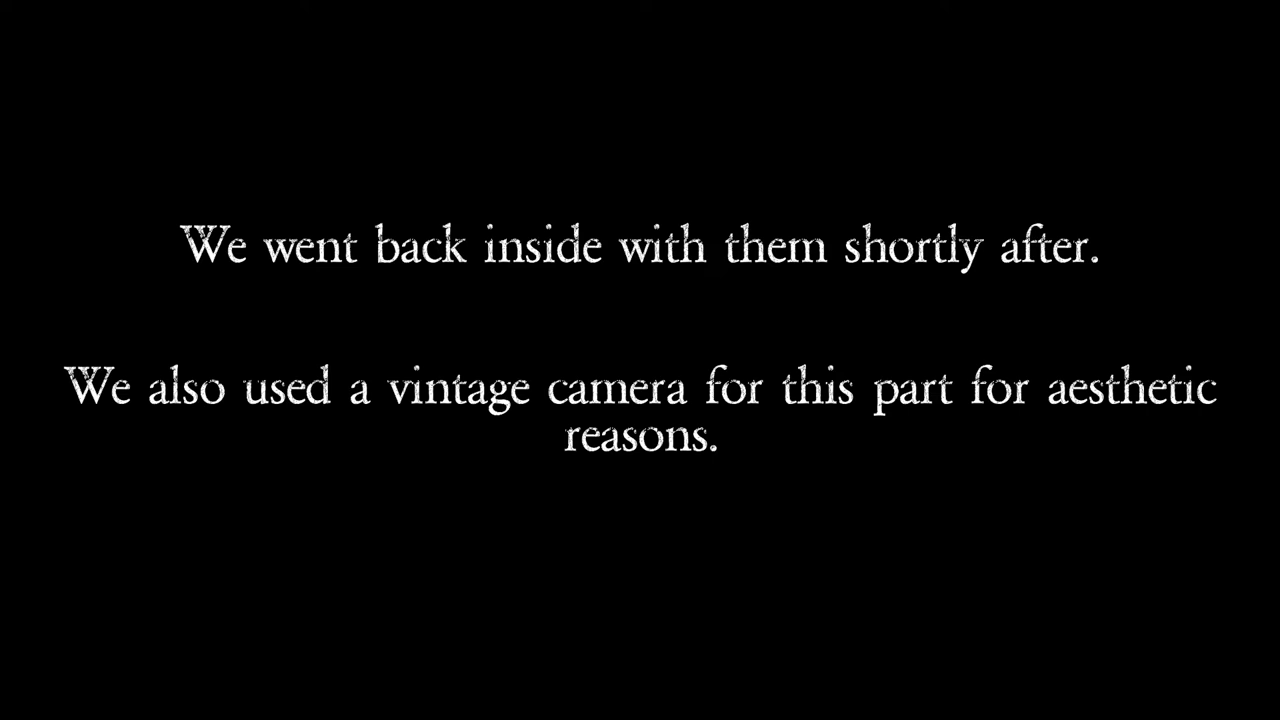 We went back inside with them shortly after.
We also used a vintage camera for this part for aesthetic
reasons.